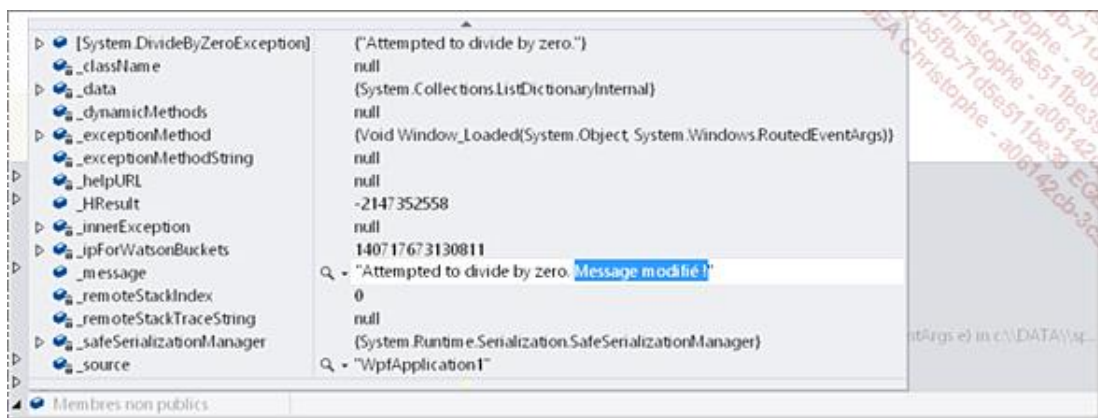 [System.DivideByZeroException] {"Attempted to divide by zero."}
_className null
_data {System.Collections.ListDictionaryInternal}
_dynamicMethods null
_exceptionMethod {Void Window_Loaded(System.Object, System.Windows.RoutedEventArgs)}
_exceptionMethodString null
_helpURL null
_HResult -2147352558
_innerException null
_ipForWatsonBuckets 140717673130811
_message "Attempted to divide by zero. Message modifié !"
_remoteStackIndex 0
_remoteStackTraceString null
_safeSerializationManager {System.Runtime.Serialization.SafeSerializationManager}
_source "WpfApplication1"
in c:\\DATA\\
Membres non publics